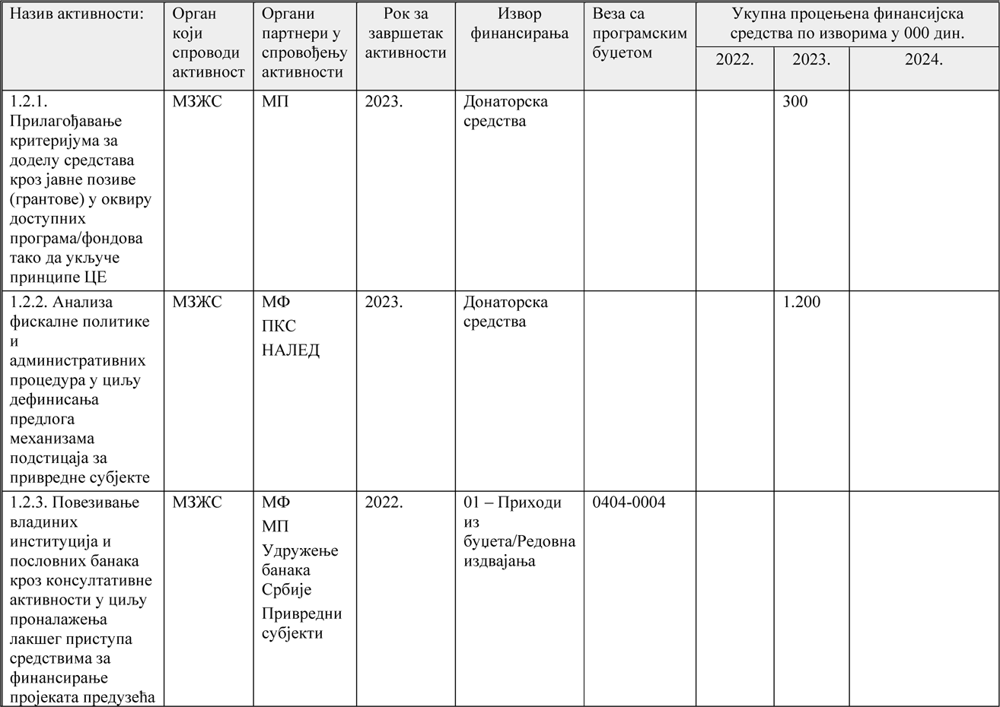 Назив активности:
Орган
који
спроводи
активност
Органи
партнери у
спровођењу
активности
Рок за
завршетак
активности
Извор
финансирања
Веза са
програмским
буџетом
Укупна процењена финансијска
средства по изворима у 000 дин.
2022.
2023.
2024.
1.2.1.
Прилагођавање
критеријума за
доделу средстава
кроз јавне позиве
(грантове) у оквиру
доступних
програма/фондова
тако да укључе
принципе ЦЕ
МЗЖС
МП
2023.
Донаторска
средства
300
1.2.2. Анализа
фискалне политике
и
административних
процедура у циљу
дефинисања
предлога
механизама
подстицаја за
привредне субјекте
МЗЖС
МФ
ПКС
НАЛЕД
2023.
Донаторска
средства
1.200
1.2.3. Повезивање
владиних
институција и
пословних банака
кроз консултативне
активности у циљу
проналажења
лакшег приступа
средствима за
финансирање
пројеката предузећа
МЗЖС
МФ
МП
Удружење
банака
Србије
Привредни
субјекти
2022.
01 – Приходи
из
буџета/Редовна
издвајања
0404-0004